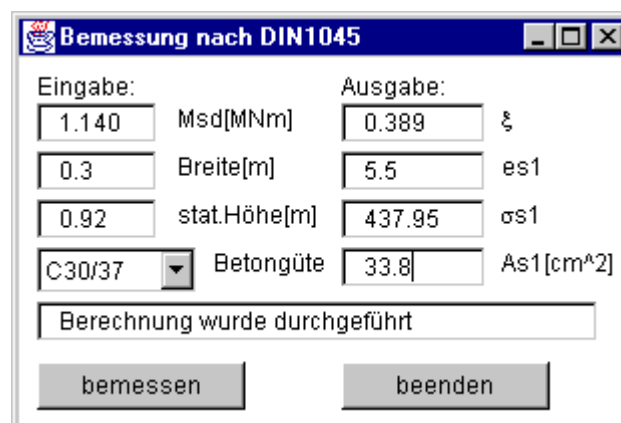 Bemessung nach DIN1045
Eingabe: Ausgabe:
1.140 Msd[MNm] 0.389 ξ
0.3 Breite[m] 5.5 es1
0.92 stat.Höhe[m] 437.95 σs1
C30/37 Betongüte 33.8 As1[cm^2]
Berechnung wurde durchgeführt
bemessen beenden